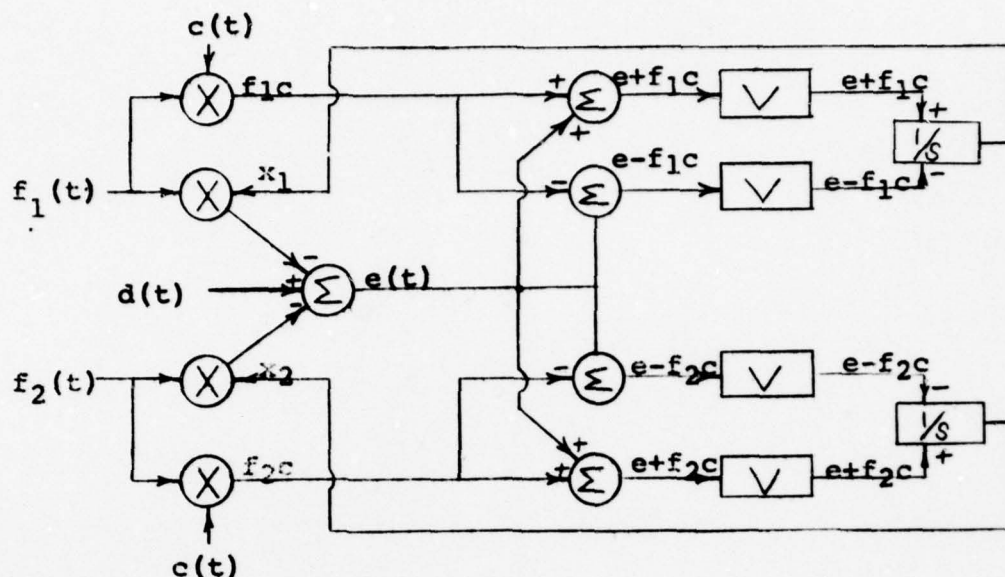 c(t)
f₁c
e+f₁c
V
e+f₁c
X
Σ
+
+
+
1/S
-
f₁(t)
X
x₁
-
Σ
e-f₁c
V
e-f₁c
-
d(t)
+
Σ
e(t)
-
f₂(t)
X
x₂
-
Σ
e-f₂c
V
e-f₂c
-
1/S
+
X
f₂c
+
+
Σ
e+f₂c
V
e+f₂c
c(t)